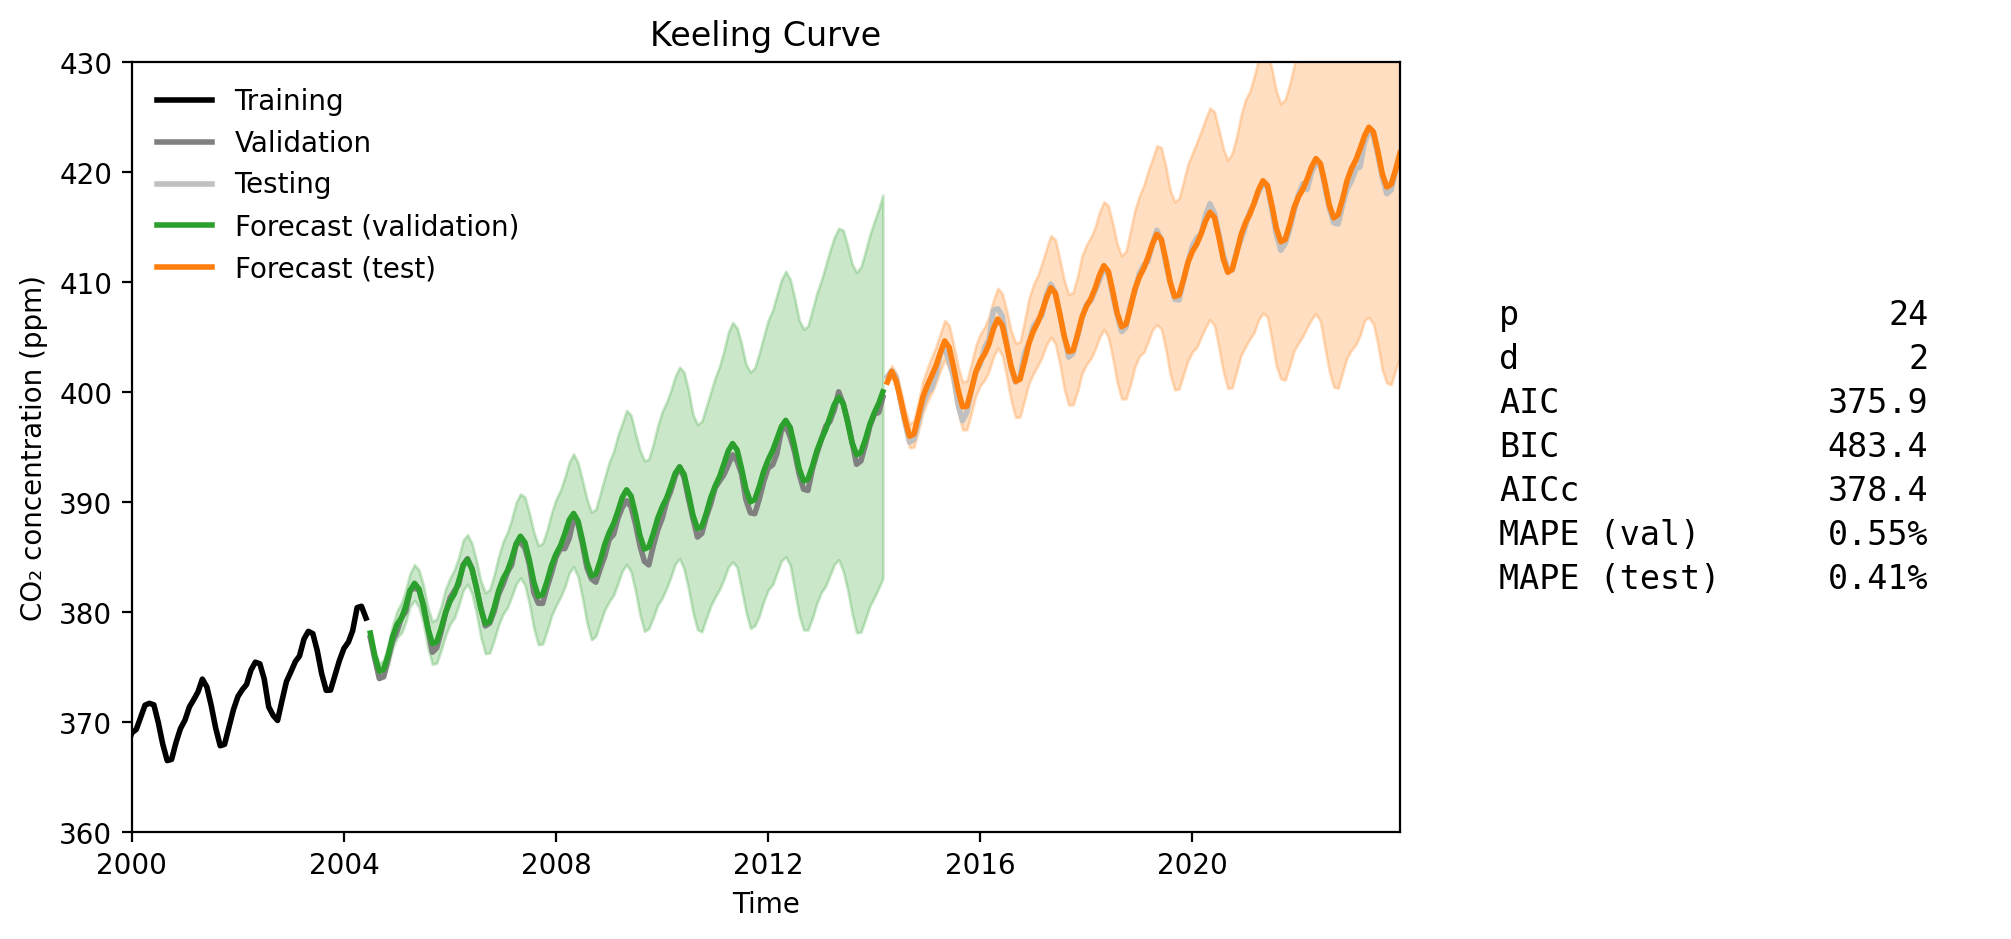 Keeling Curve
430
420
410
400
390
380
370
360
CO₂ concentration (ppm)
Training
Validation
Testing
Forecast (validation)
Forecast (test)
2000 2004 2008 2012 2016 2020
Time
p 24
d 2
AIC 375.9
BIC 483.4
AICc 378.4
MAPE (val) 0.55%
MAPE (test) 0.41%